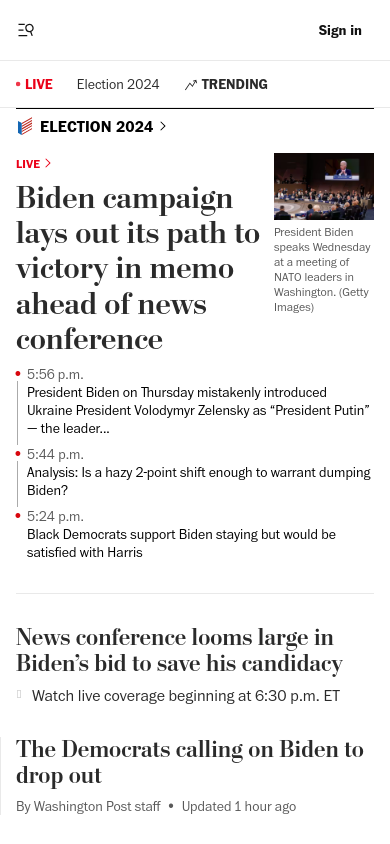 Sign in
LIVE
Election 2024
TRENDING
ELECTION 2024
LIVE
Biden campaign
lays out its path to
victory in memo
ahead of news
conference
President Biden
speaks Wednesday
at a meeting of
NATO leaders in
Washington. (Getty
Images)
5:56 p.m.
President Biden on Thursday mistakenly introduced
Ukraine President Volodymyr Zelensky as “President Putin”
— the leader...
5:44 p.m.
Analysis: Is a hazy 2-point shift enough to warrant dumping
Biden?
5:24 p.m.
Black Democrats support Biden staying but would be
satisfied with Harris
News conference looms large in
Biden’s bid to save his candidacy
Watch live coverage beginning at 6:30 p.m. ET
The Democrats calling on Biden to
drop out
By Washington Post staff • Updated 1 hour ago